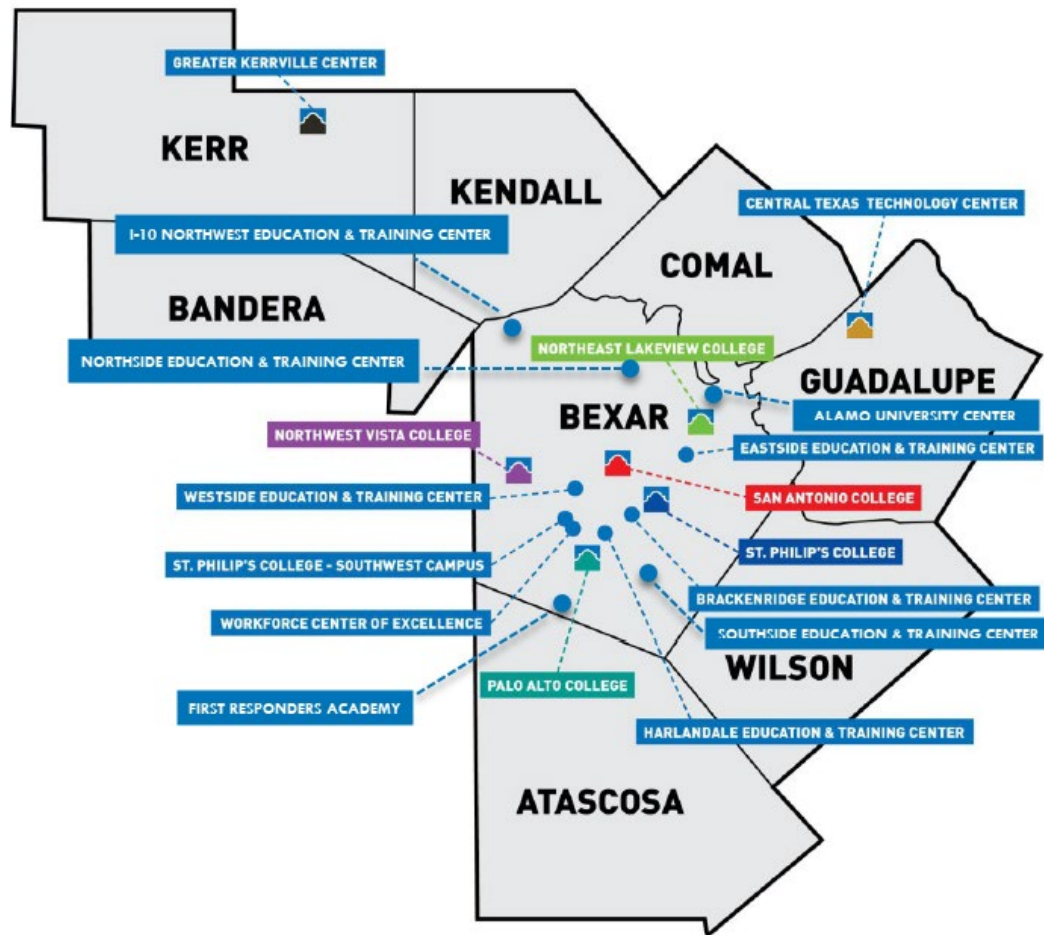 GREATER KERRVILLE CENTER
KERR
KENDALL
CENTRAL TEXAS TECHNOLOGY CENTER
I-10 NORTHWEST EDUCATION & TRAINING CENTER
COMAL
BANDERA
NORTHEAST LAKEVIEW COLLEGE
NORTHSIDE EDUCATION & TRAINING CENTER
GUADALUPE
BEXAR
ALAMO UNIVERSITY CENTER
NORTHWEST VISTA COLLEGE
EASTSIDE EDUCATION & TRAINING CENTER
WESTSIDE EDUCATION & TRAINING CENTER
SAN ANTONIO COLLEGE
ST. PHILIP'S COLLEGE - SOUTHWEST CAMPUS
ST. PHILIP'S COLLEGE
BRACKENRIDGE EDUCATION & TRAINING CENTER
WORKFORCE CENTER OF EXCELLENCE
SOUTHSIDE EDUCATION & TRAINING CENTER
WILSON
PALO ALTO COLLEGE
FIRST RESPONDERS ACADEMY
HARLANDALE EDUCATION & TRAINING CENTER
ATASCOSA